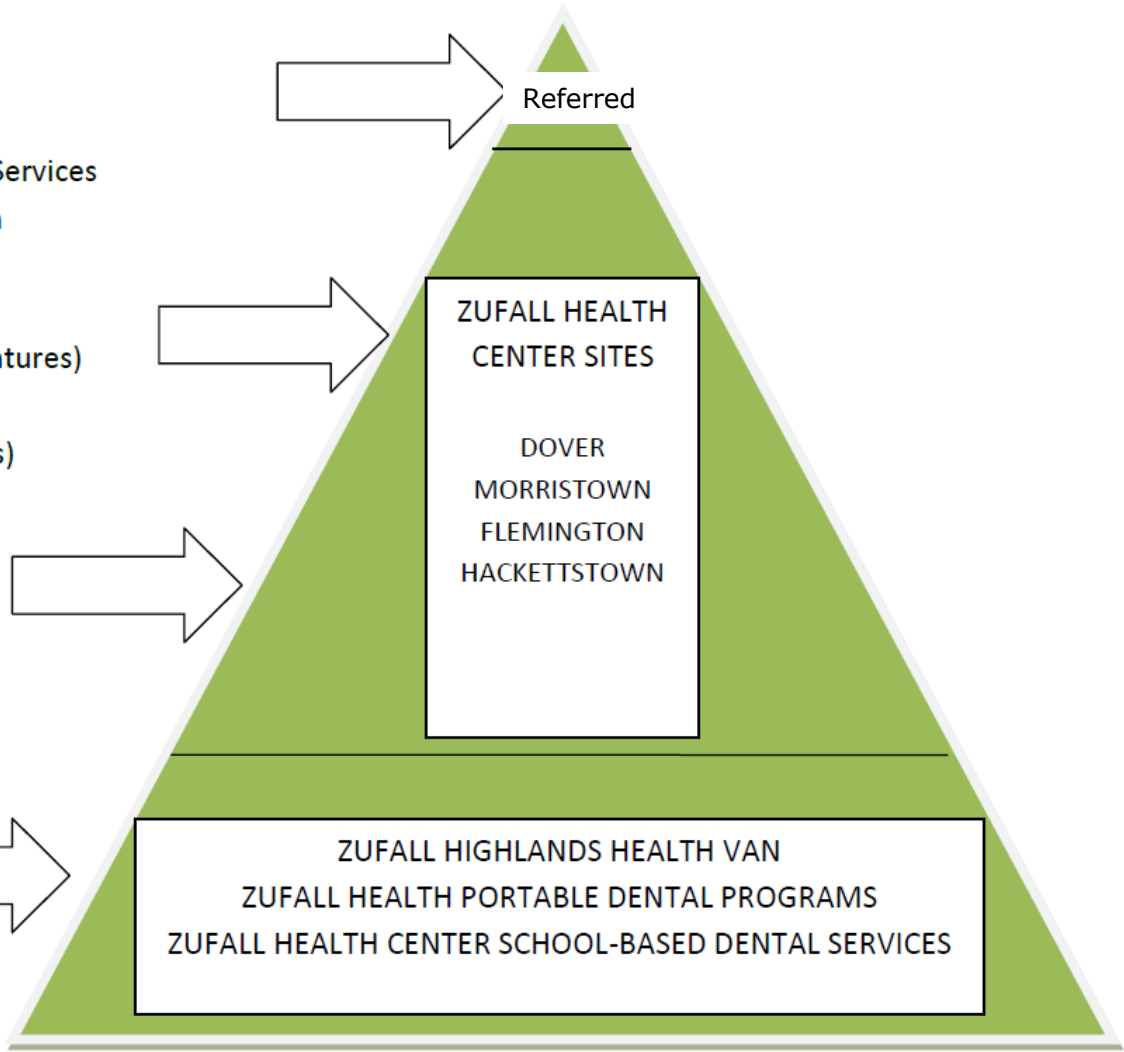 Referred
Services
ZUFALL HEALTH
CENTER SITES
ntures)
DOVER
s)
MORRISTOWN
FLEMINGTON
HACKETTSTOWN
ZUFALL HIGHLANDS HEALTH VAN
ZUFALL HEALTH PORTABLE DENTAL PROGRAMS
ZUFALL HEALTH CENTER SCHOOL-BASED DENTAL SERVICES